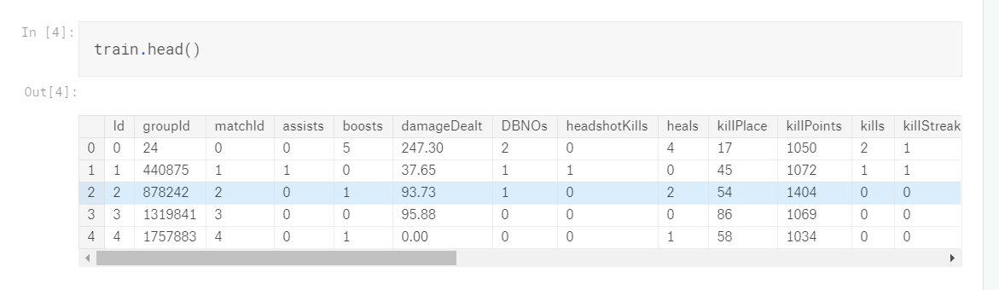 In [4]:
train.head()
Out[4]:
Id groupId matchId assists boosts damageDealt DBNOs headshotKills heals killPlace killPoints kills killStreak
0 0 24 0 0 5 247.30 2 0 4 17 1050 2 1
1 1 440875 1 1 0 37.65 1 1 0 45 1072 1 1
2 2 878242 2 0 1 93.73 1 0 2 54 1404 0 0
3 3 1319841 3 0 0 95.88 0 0 0 86 1069 0 0
4 4 1757883 4 0 1 0.00 0 0 1 58 1034 0 0